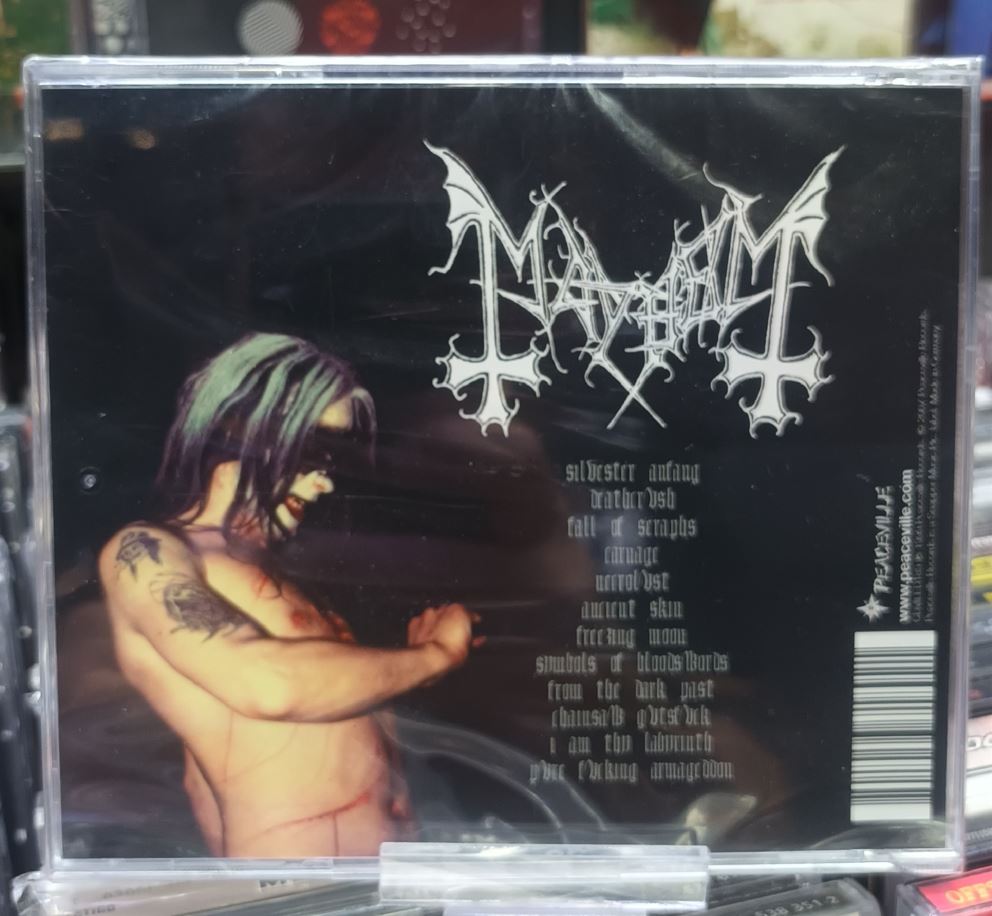 MAYHEM
silvester anfang
deathcrush
fall of seraphs
carnage
necrolust
ancient skin
freezing moon
symbols of bloodswords
from the dark past
chainsaw gutsfuck
i am thy labyrinth
pure fucking armageddon
PEACEVILLE
www.peaceville.com